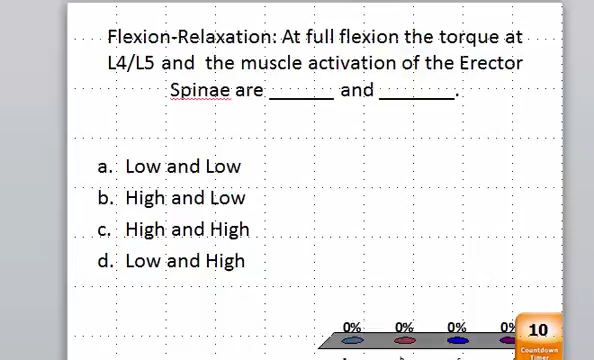 Flexion-Relaxation: At full flexion the torque at
L4/L5 and the muscle activation of the Erector
Spinae are ______ and _______.
a. Low and Low
b. High and Low
c. High and High
d. Low and High
0% 0% 0% 0%
10
Countdown
Timer